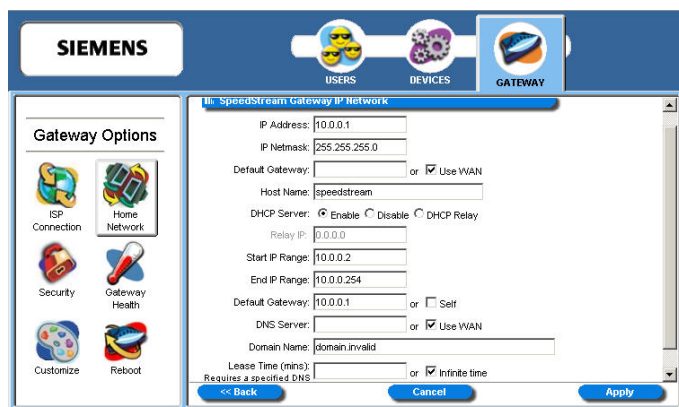 SIEMENS
USERS
DEVICES
GATEWAY
Gateway Options
ISP Connection
Home Network
Security
Gateway Health
Customize
Reboot
SpeedStream Gateway IP Network
IP Address: 10.0.0.1
IP Netmask: 255.255.255.0
Default Gateway: or Use WAN
Host Name: speedstream
DHCP Server: Enable Disable DHCP Relay
Relay IP: 0.0.0.0
Start IP Range: 10.0.0.2
End IP Range: 10.0.0.254
Default Gateway: 10.0.0.1 or Self
DNS Server: or Use WAN
Domain Name: domain.invalid
Lease Time (mins): or Infinite time
Requires a specified DNS
<< Back Cancel Apply